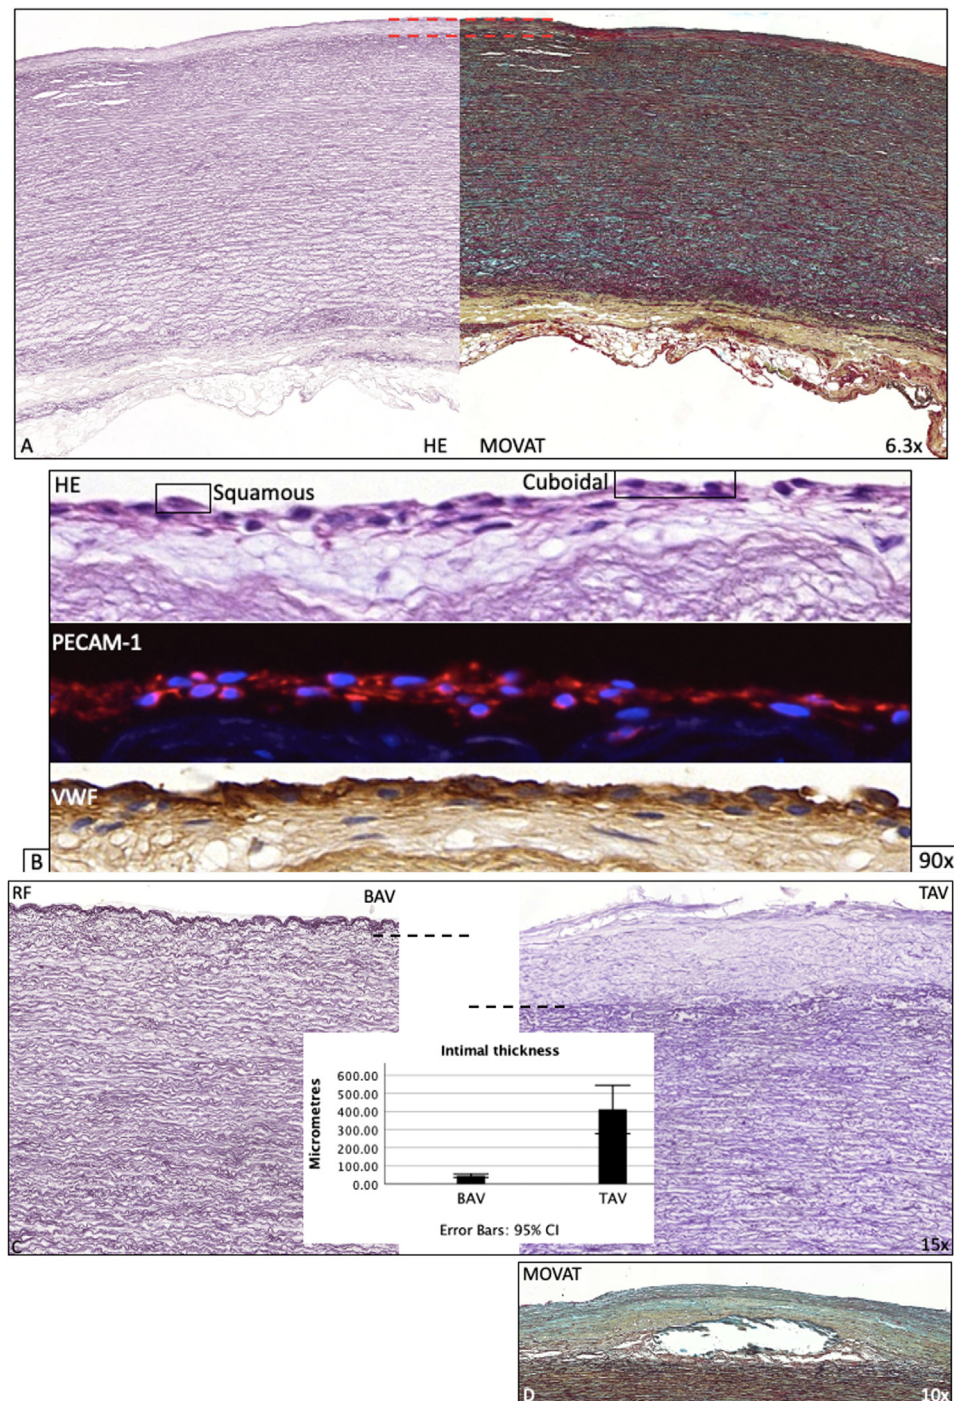 A
HE
MOVAT
6.3x
HE
Squamous
Cuboidal
PECAM-1
VWF
B
90x
RF
BAV
TAV
Intimal thickness
Micrometres
600.00
500.00
400.00
300.00
200.00
100.00
0.00
BAV
TAV
Error Bars: 95% CI
C
15x
MOVAT
D
10x